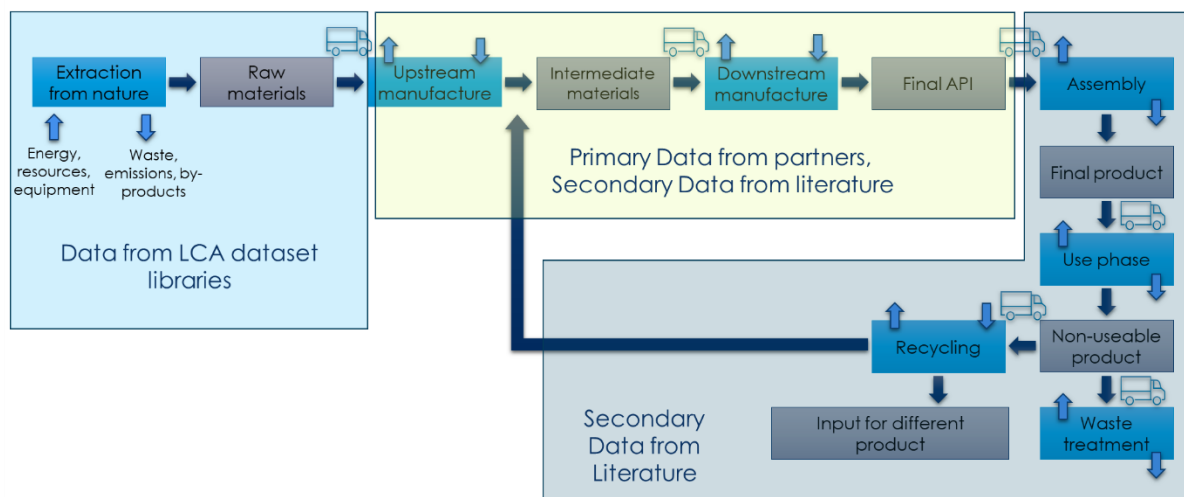 Extraction
from nature
Raw
materials
Upstream
manufacture
Intermediate
materials
Downstream
manufacture
Final API
Assembly
Energy,
resources,
equipment
Waste,
emissions, by-
products
Primary Data from partners,
Secondary Data from literature
Final product
Data from LCA dataset
libraries
Use phase
Recycling
Non-useable
product
Input for different
product
Waste
treatment
Secondary
Data from
Literature